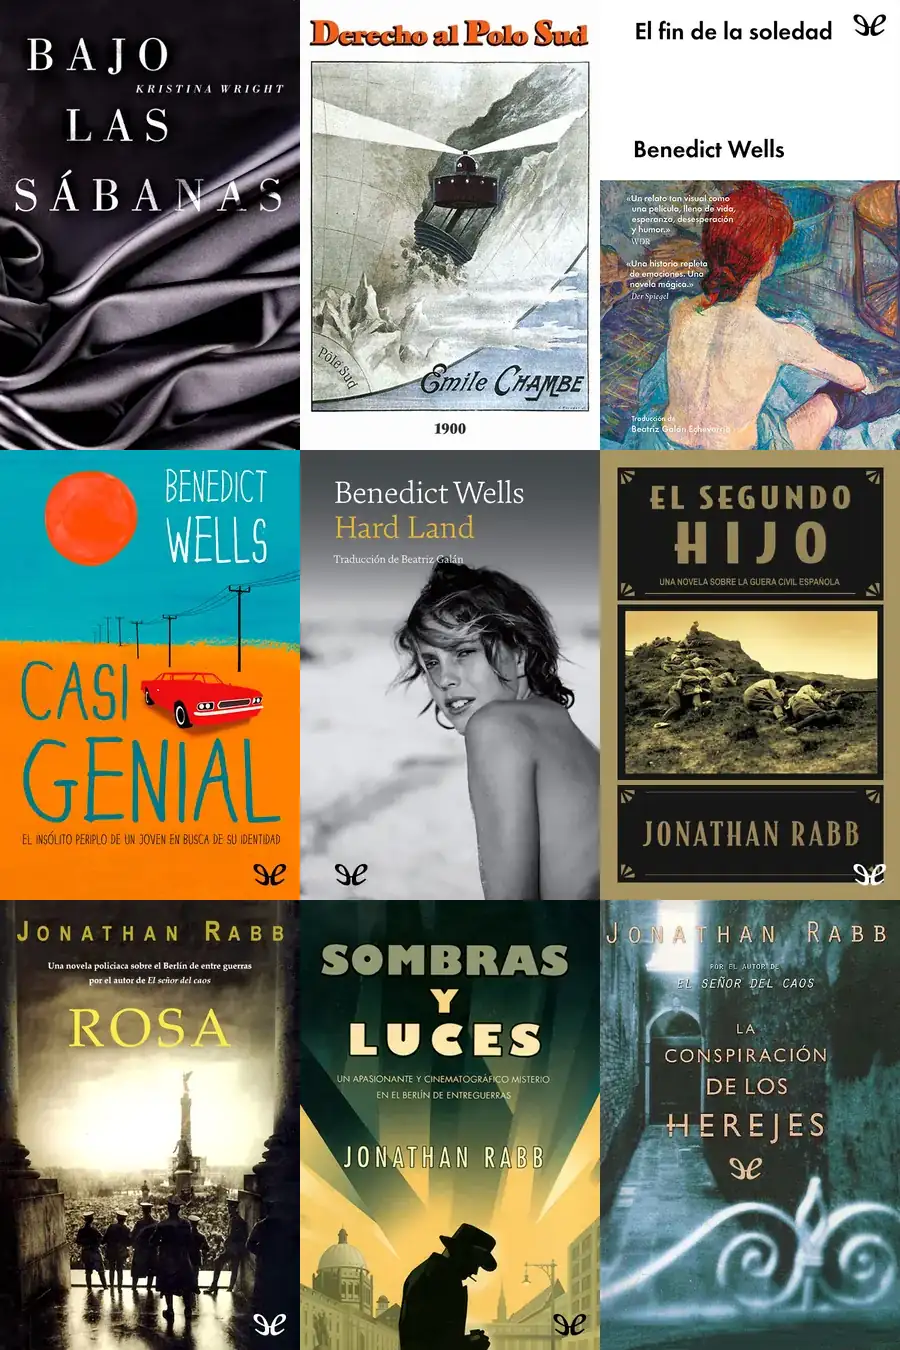 BAJO
KRISTINA WRIGHT
LAS
SÁBANAS
Derecho al Polo Sud
Pôle Sud
Émile CHAMBE
1900
El fin de la soledad
Benedict Wells
«Un relato tan visual como
una película, lleno de vida,
esperanza, desesperación
y humor.»
WDR
«Una historia repleta
de emociones. Una
novela mágica.»
Der Spiegel
Traducción de
Beatriz Galán Echevarría
BENEDICT
WELLS
CASI
GENIAL
EL INSÓLITO PERIPLO DE UN JOVEN EN BUSCA DE SU IDENTIDAD
Benedict Wells
Hard Land
Traducción de Beatriz Galán
EL SEGUNDO
HIJO
UNA NOVELA SOBRE LA GUERA CIVIL ESPAÑOLA
JONATHAN RABB
JONATHAN RABB
Una novela policiaca sobre el Berlín de entre guerras
por el autor de El señor del caos
ROSA
SOMBRAS
Y
LUCES
UN APASIONANTE Y CINEMATOGRÁFICO MISTERIO
EN EL BERLÍN DE ENTREGUERRAS
JONATHAN RABB
JONATHAN RABB
POR EL AUTOR DE
EL SEÑOR DEL CAOS
LA
CONSPIRACIÓN
DE LOS
HEREJES